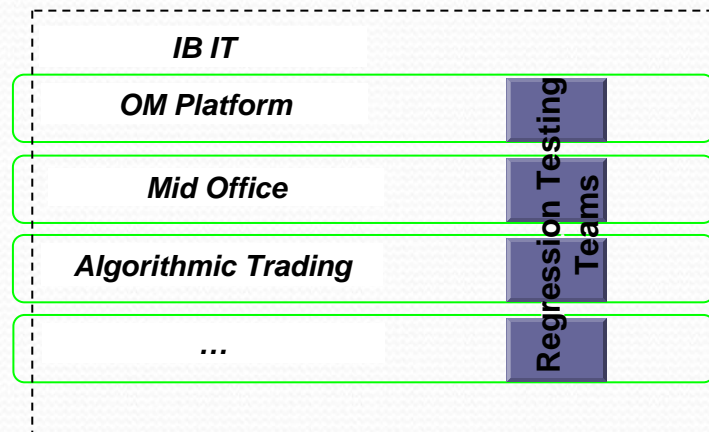 IB IT
OM Platform
Mid Office
Algorithmic Trading
…
Regression Testing
Teams